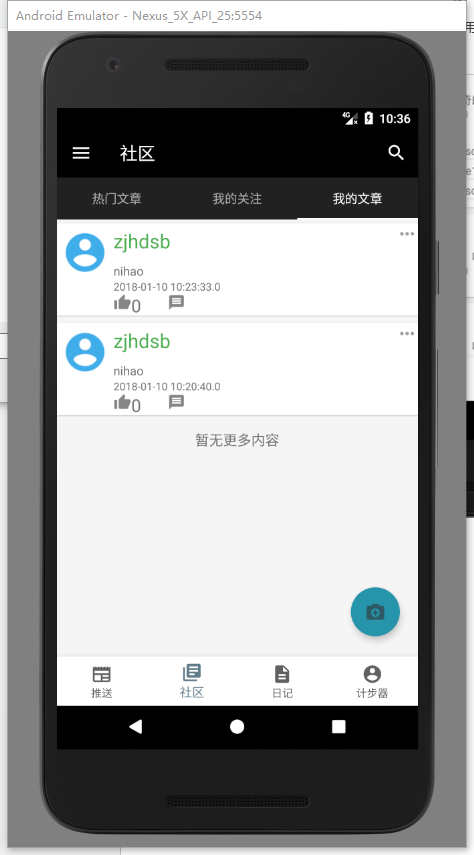 Android Emulator - Nexus_5X_API_25:5554
4G 10:36
社区
热门文章 我的关注 我的文章
zjhdsb
nihao
2018-01-10 10:23:33.0
0
zjhdsb
nihao
2018-01-10 10:20:40.0
0
暂无更多内容
推送 社区 日记 计步器